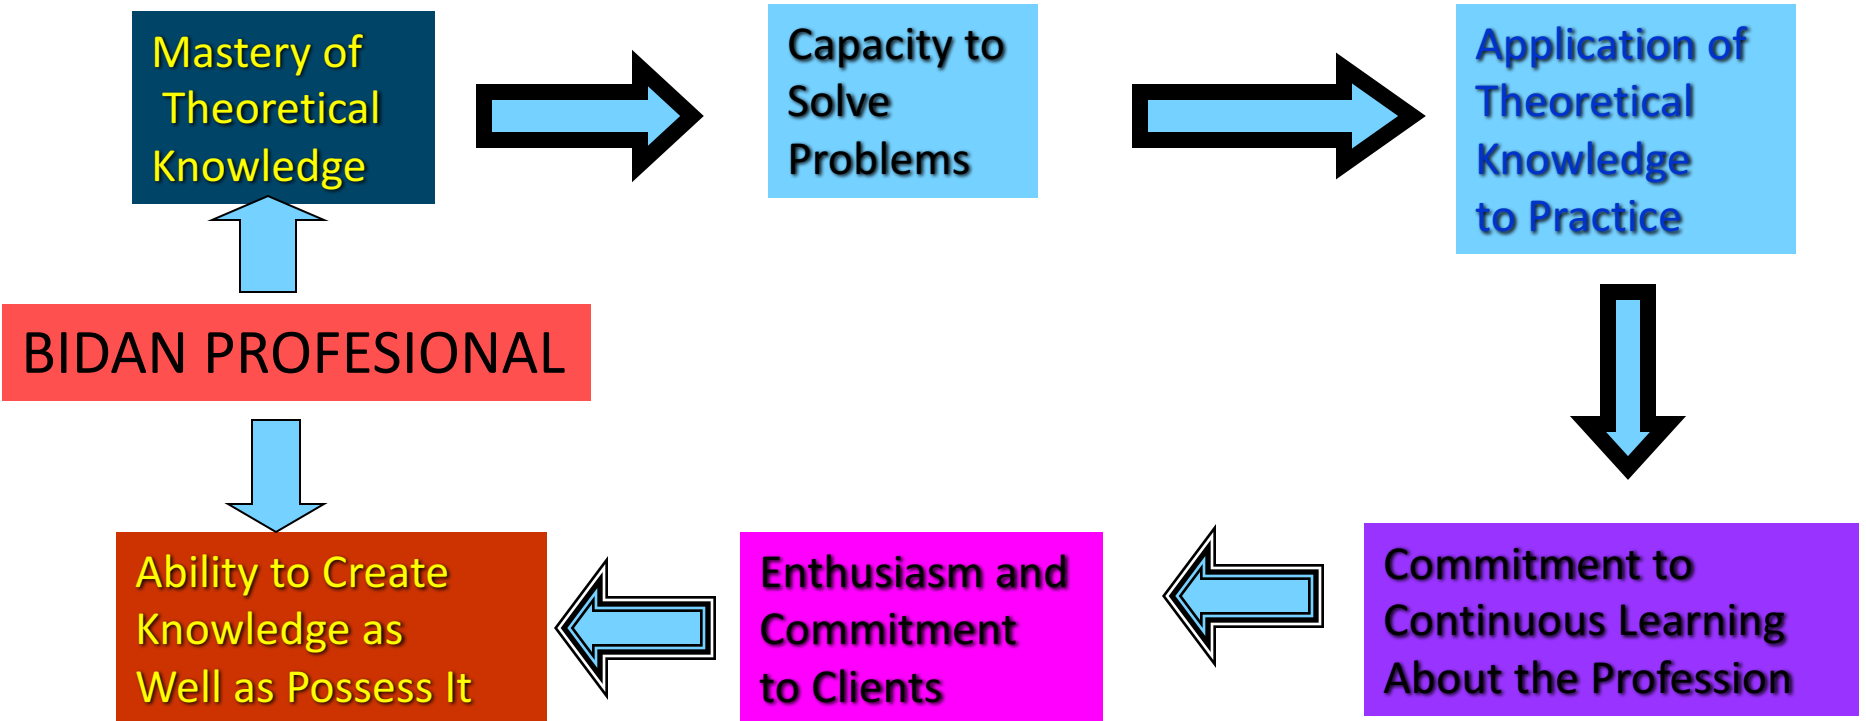 Mastery of
Theoretical
Knowledge
Capacity to
Solve
Problems
Application of
Theoretical
Knowledge
to Practice
BIDAN PROFESIONAL
Ability to Create
Knowledge as
Well as Possess It
Enthusiasm and
Commitment
to Clients
Commitment to
Continuous Learning
About the Profession